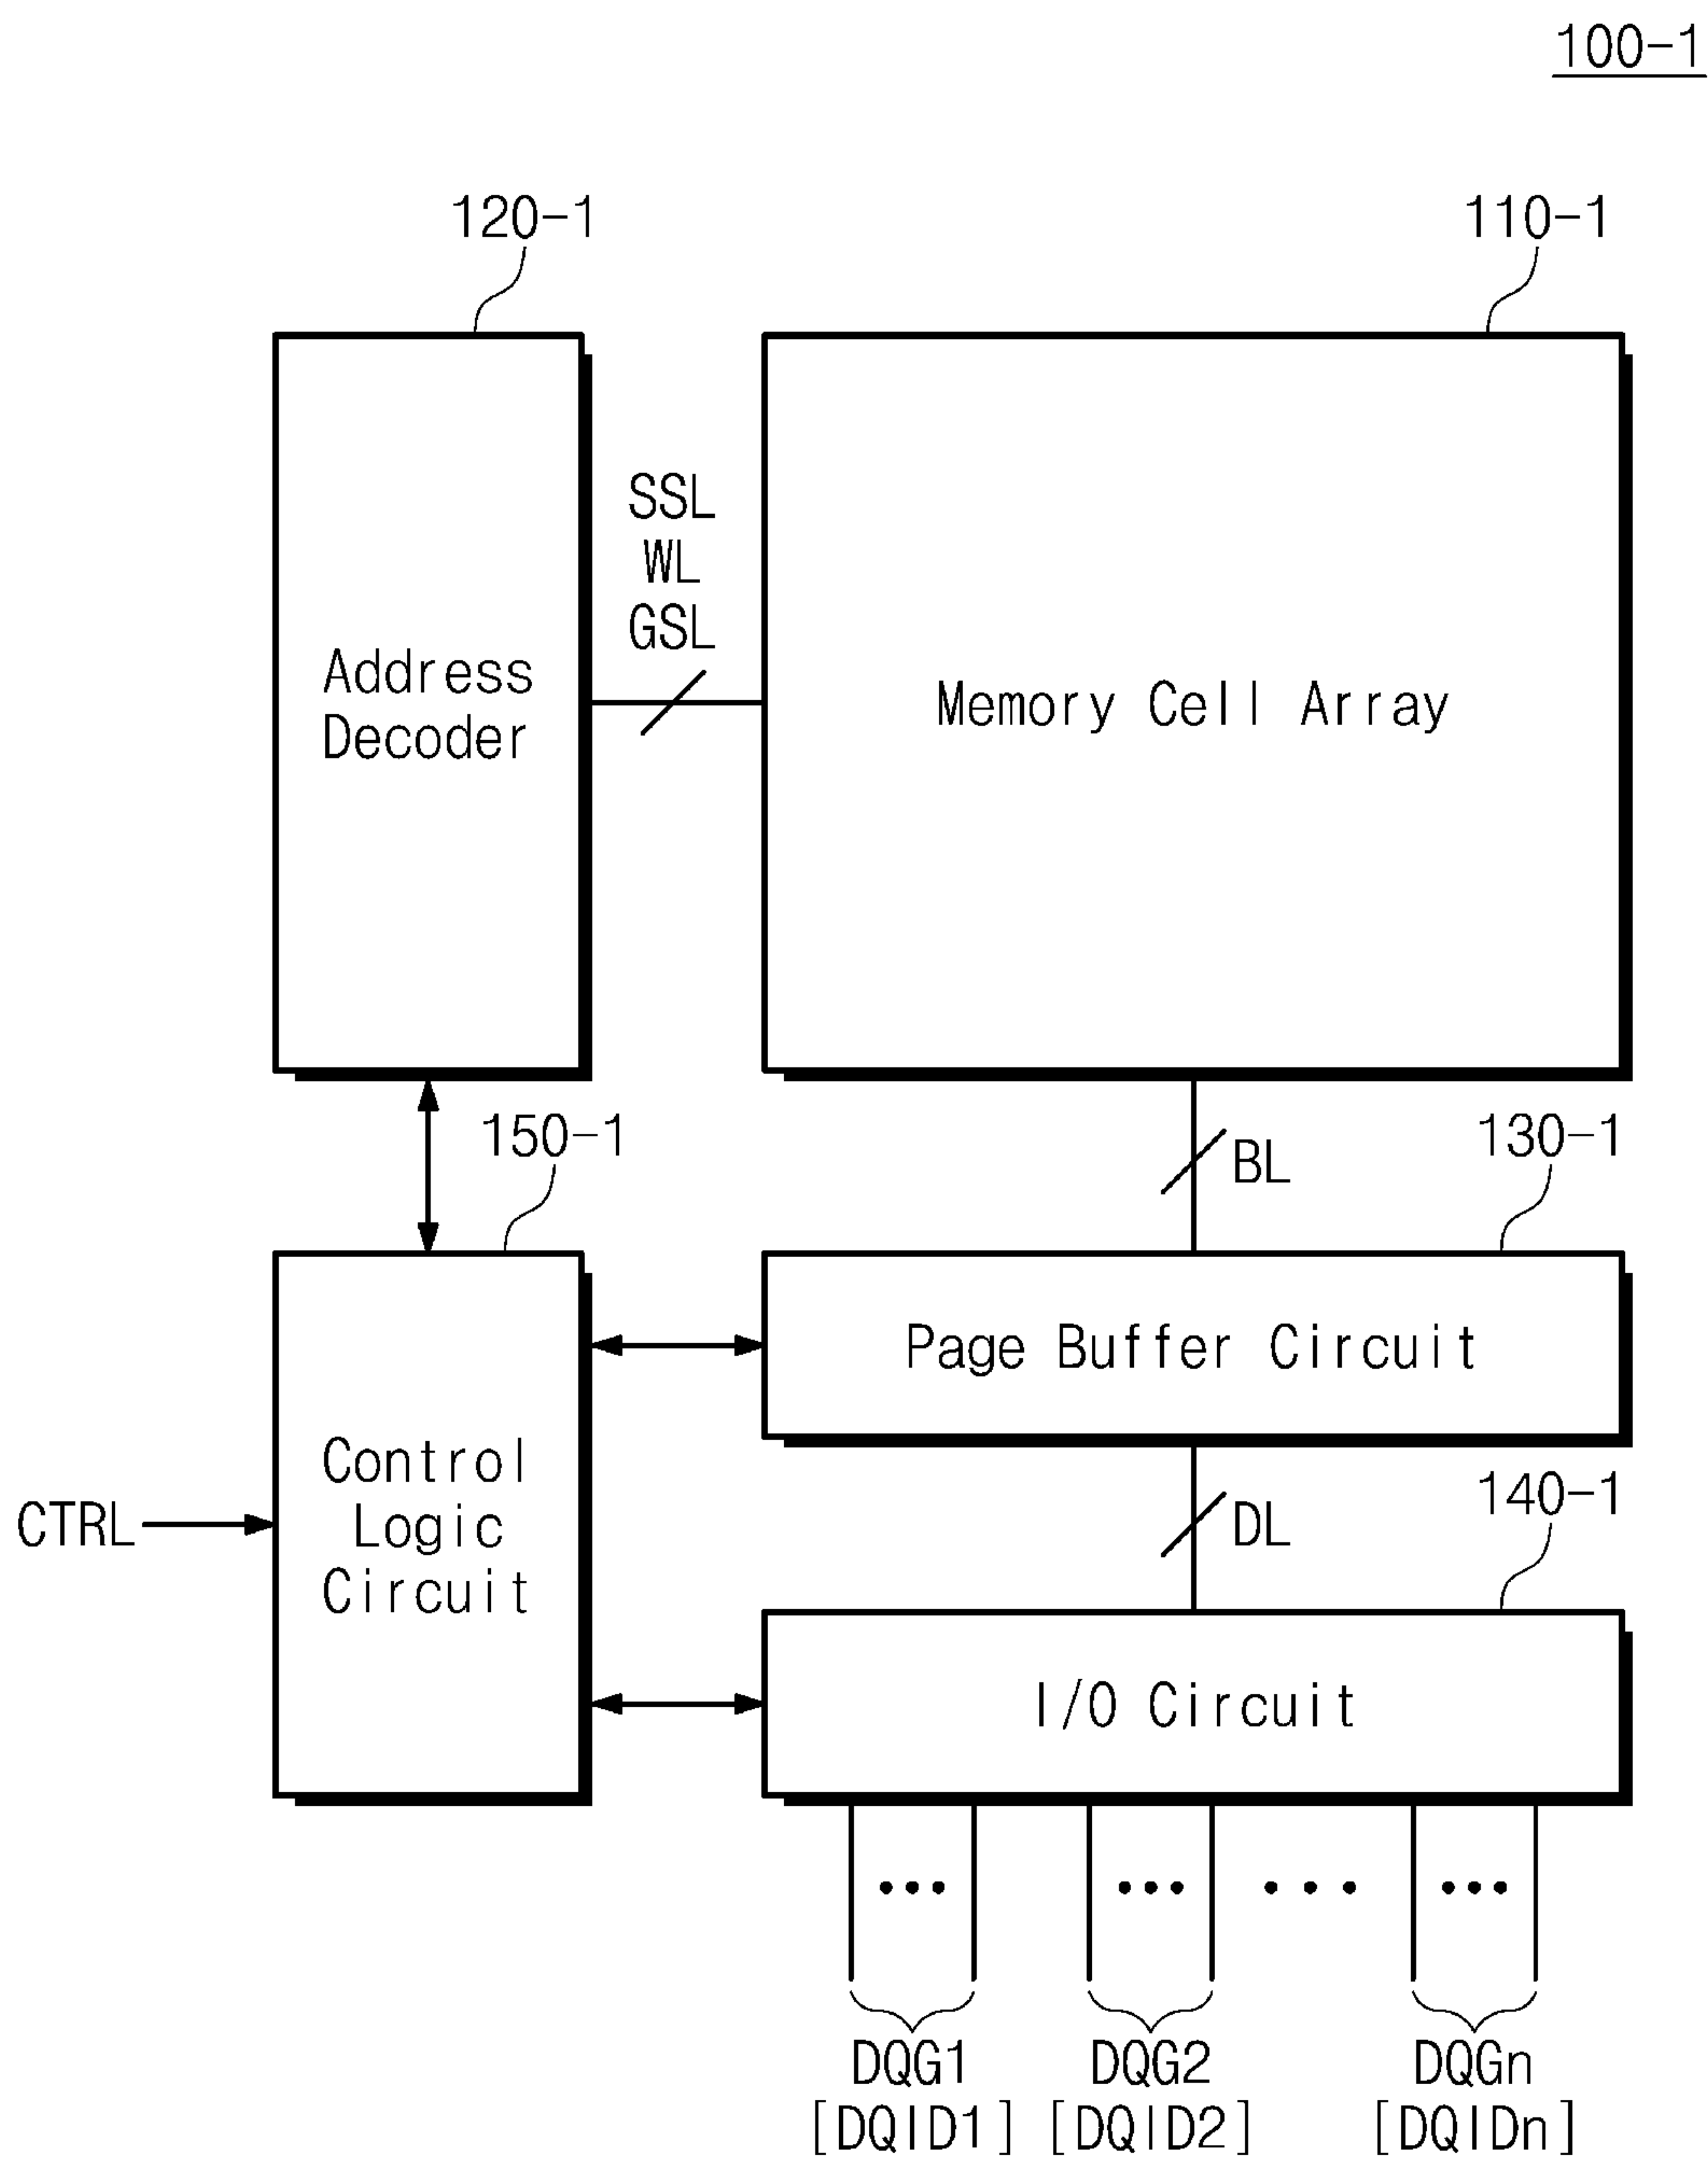 100-1
120-1
110-1
SSL
WL
GSL
Address
Decoder
Memory Cell Array
150-1
130-1
BL
Page Buffer Circuit
Control
Logic
Circuit
CTRL
140-1
DL
I/O Circuit
DQG1
[DQID1]
DQG2
[DQID2]
DQGn
[DQIDn]